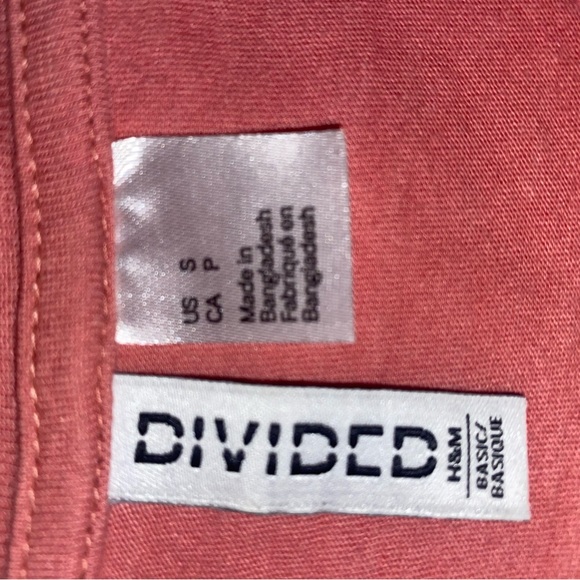 US S
CA P
Made in
Bangladesh
Fabriqué en
Bangladesh
DIVIDED
H&M
BASIC/
BASIQUE